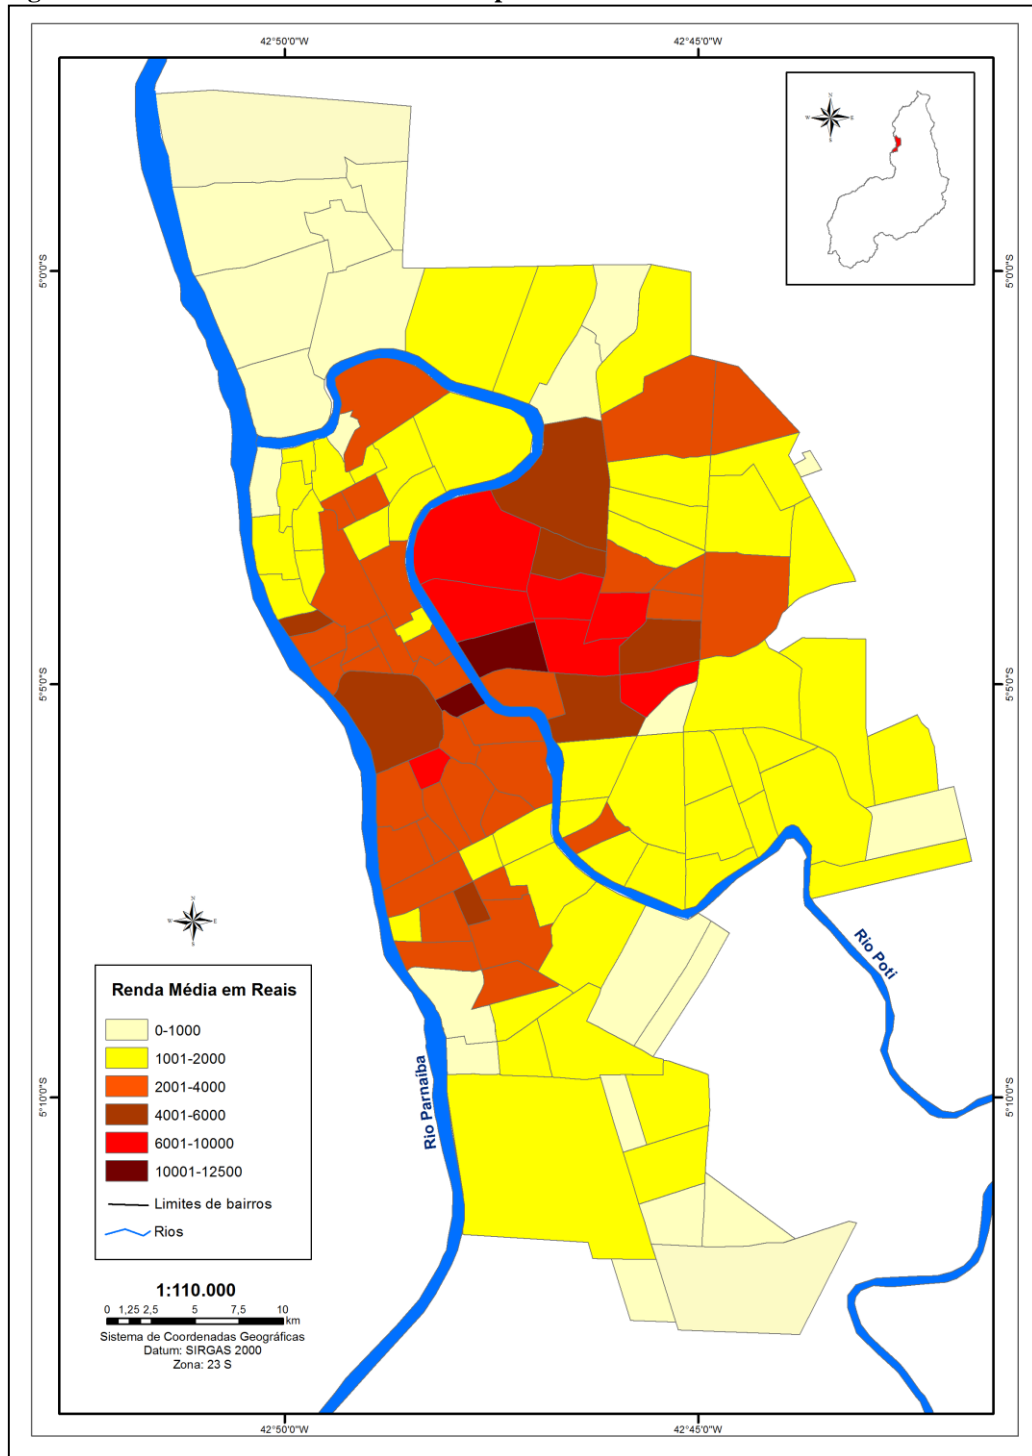 42°50'0"W
42°45'0"W
N
W E
S
5°0'0"S
5°0'0"S
5°5'0"S
5°5'0"S
N
W E
S
Rio Poti
Renda Média em Reais
0-1000
1001-2000
2001-4000
4001-6000
6001-10000
10001-12500
Limites de bairros
Rios
Rio Parnaiba
5°10'0"S
5°10'0"S
1:110.000
0 1,25 2,5 5 7,5 10
km
Sistema de Coordenadas Geográficas
Datum: SIRGAS 2000
Zona: 23 S
42°50'0"W
42°45'0"W